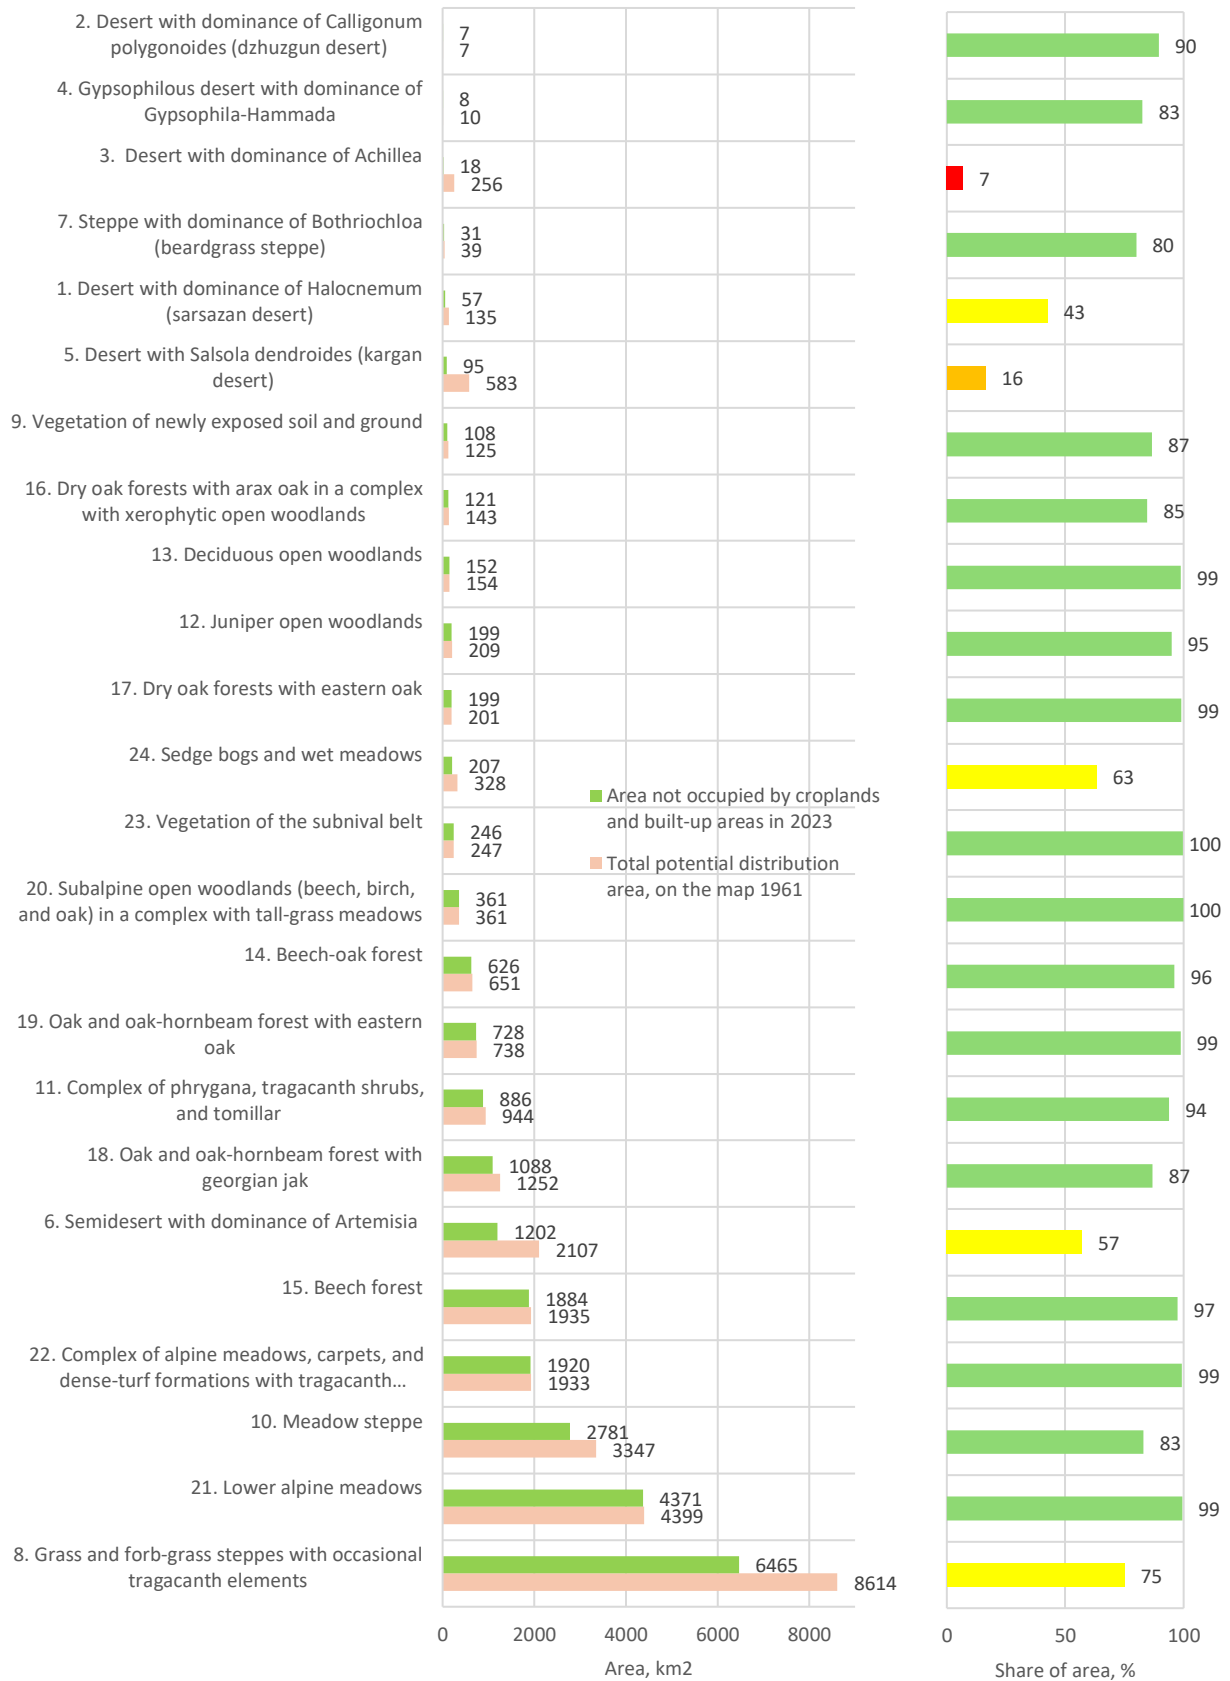 2. Desert with dominance of Calligonum
polygonoides (dzhuzgun desert)
7
7
90
4. Gypsophilous desert with dominance of
Gypsophila-Hammada
8
10
83
3.  Desert with dominance of Achillea
18
256
7
7. Steppe with dominance of Bothriochloa
(beardgrass steppe)
31
39
80
1. Desert with dominance of Halocnemum
(sarsazan desert)
57
135
43
5. Desert with Salsola dendroides (kargan
desert)
95
583
16
9. Vegetation of newly exposed soil and ground
108
125
87
16. Dry oak forests with arax oak in a complex
with xerophytic open woodlands
121
143
85
13. Deciduous open woodlands
152
154
99
12. Juniper open woodlands
199
209
95
17. Dry oak forests with eastern oak
199
201
99
24. Sedge bogs and wet meadows
207
328
63
Area not occupied by croplands
and built-up areas in 2023
Total potential distribution
area, on the map 1961
23. Vegetation of the subnival belt
246
247
100
20. Subalpine open woodlands (beech, birch,
and oak) in a complex with tall-grass meadows
361
361
100
14. Beech-oak forest
626
651
96
19. Oak and oak-hornbeam forest with eastern
oak
728
738
99
11. Complex of phrygana, tragacanth shrubs,
and tomillar
886
944
94
18. Oak and oak-hornbeam forest with
georgian jak
1088
1252
87
6. Semidesert with dominance of Artemisia
1202
2107
57
15. Beech forest
1884
1935
97
22. Complex of alpine meadows, carpets, and
dense-turf formations with tragacanth...
1920
1933
99
10. Meadow steppe
2781
3347
83
21. Lower alpine meadows
4371
4399
99
8. Grass and forb-grass steppes with occasional
tragacanth elements
6465
8614
75
0 2000 4000 6000 8000
Area, km2
0 50 100
Share of area, %